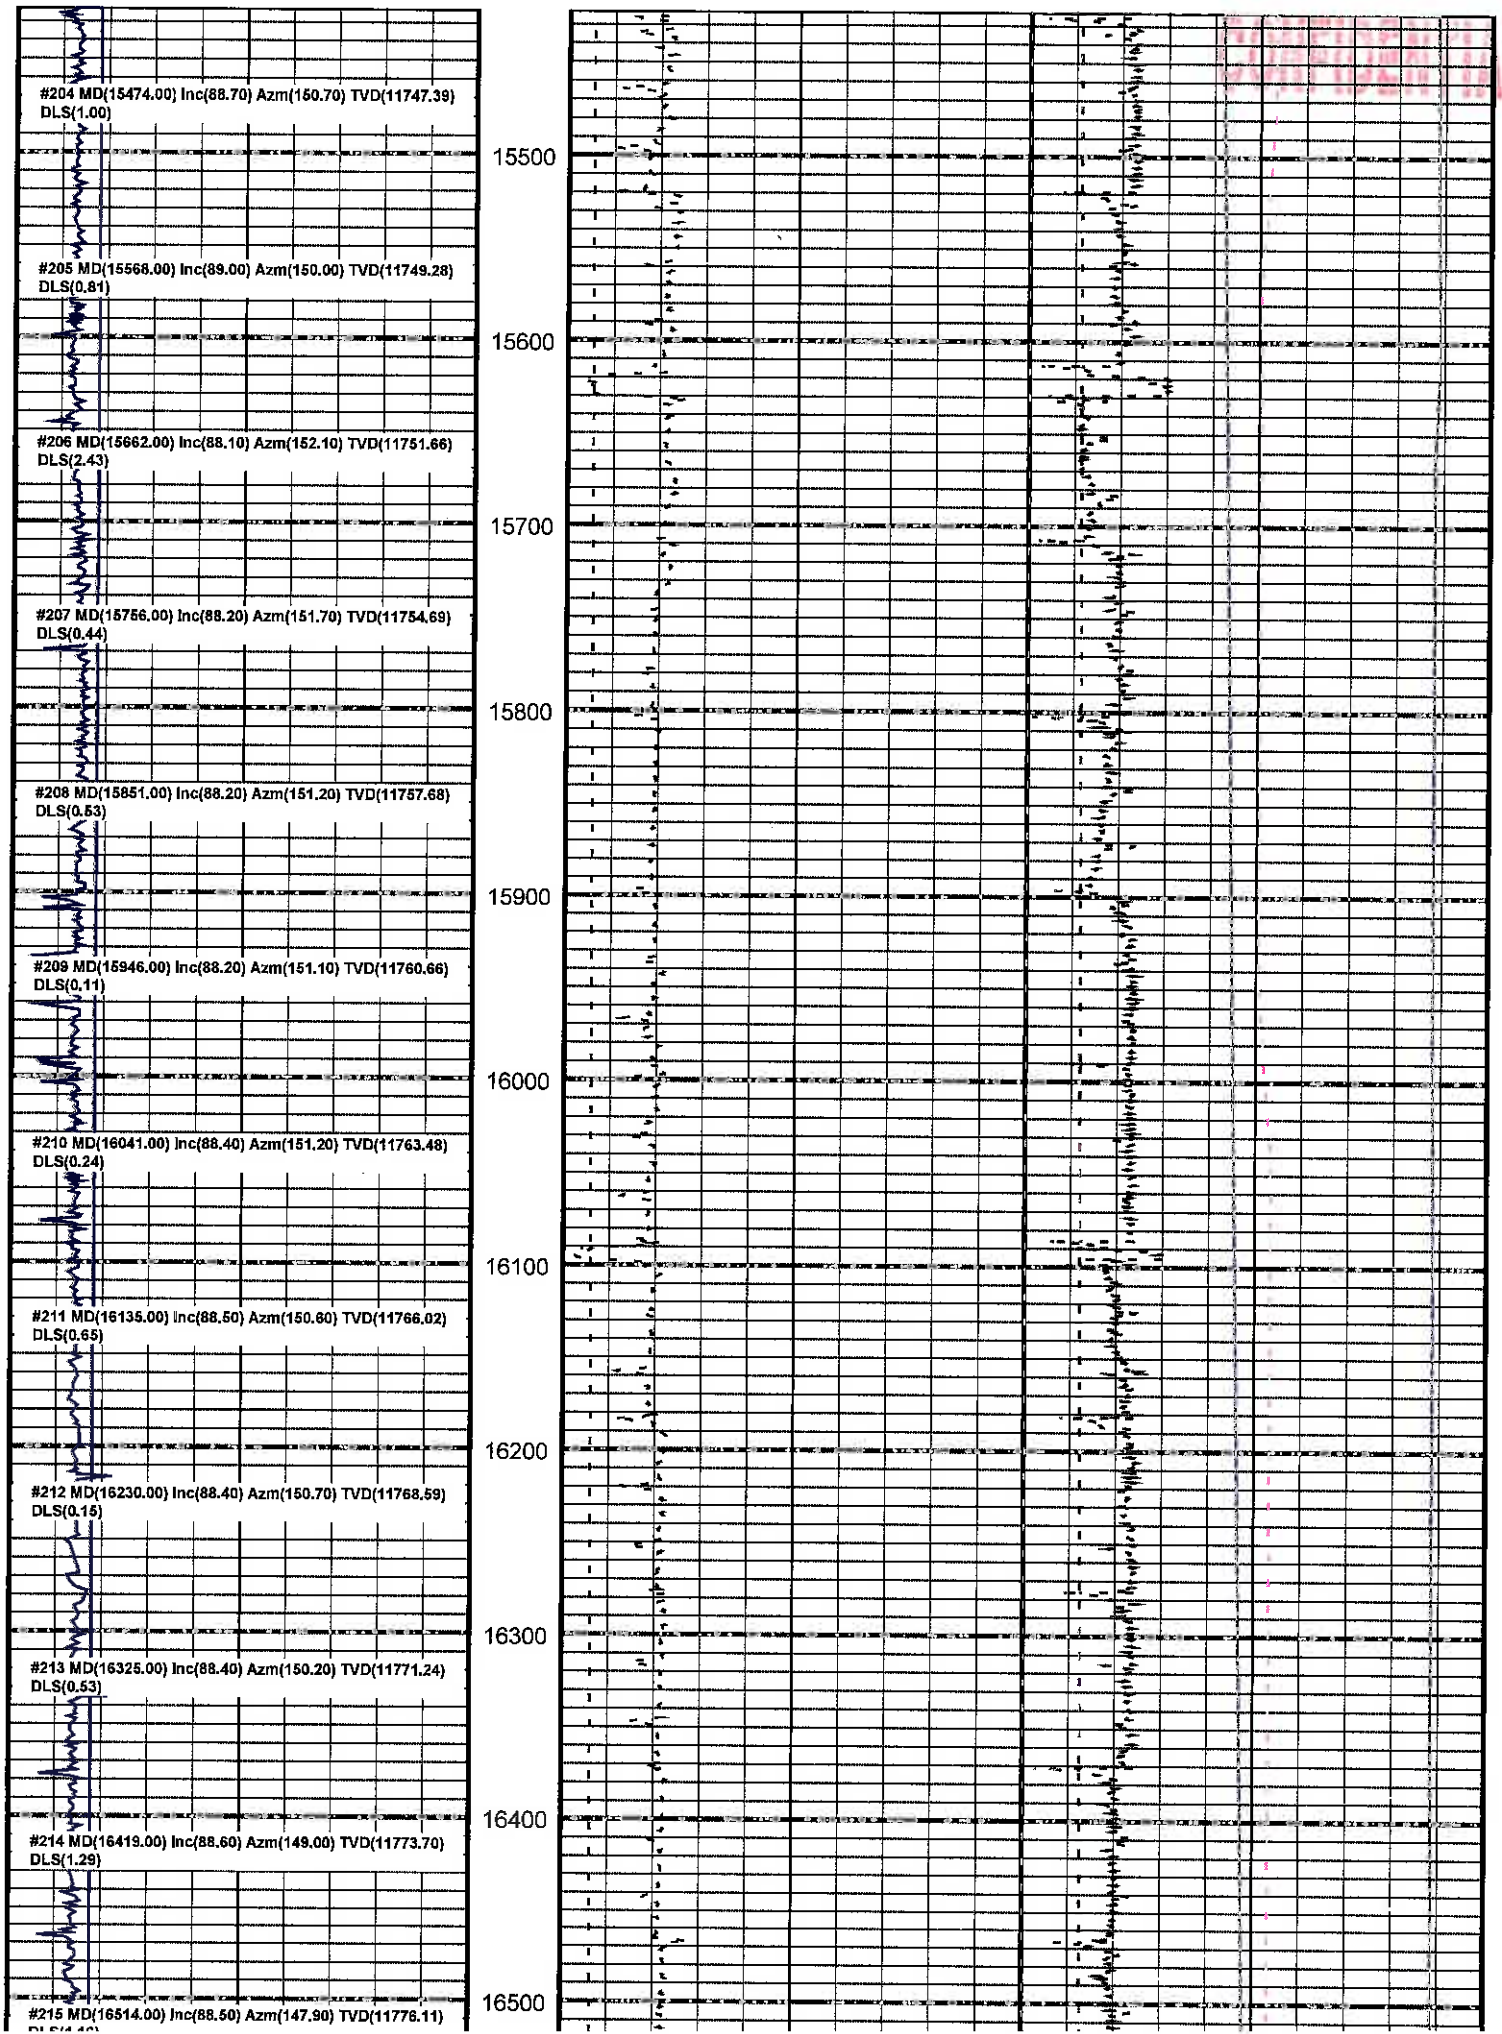 #204 MD(15474.00) Inc(88.70) Azm(150.70) TVD(11747.39)
DLS(1.00)
15500
#205 MD(15568.00) Inc(89.00) Azm(150.00) TVD(11749.28)
DLS(0.81)
15600
#206 MD(15662.00) Inc(88.10) Azm(152.10) TVD(11751.66)
DLS(2.43)
15700
#207 MD(15756.00) Inc(88.20) Azm(151.70) TVD(11754.69)
DLS(0.44)
15800
#208 MD(15851.00) Inc(88.20) Azm(151.20) TVD(11757.68)
DLS(0.53)
15900
#209 MD(15946.00) Inc(88.20) Azm(151.10) TVD(11760.66)
DLS(0.11)
16000
#210 MD(16041.00) Inc(88.40) Azm(151.20) TVD(11763.48)
DLS(0.24)
16100
#211 MD(16135.00) Inc(88.50) Azm(150.60) TVD(11766.02)
DLS(0.65)
16200
#212 MD(16230.00) Inc(88.40) Azm(150.70) TVD(11768.59)
DLS(0.15)
16300
#213 MD(16325.00) Inc(88.40) Azm(150.20) TVD(11771.24)
DLS(0.53)
16400
#214 MD(16419.00) Inc(88.60) Azm(149.00) TVD(11773.70)
DLS(1.29)
16500
#215 MD(16514.00) Inc(88.50) Azm(147.90) TVD(11776.11)